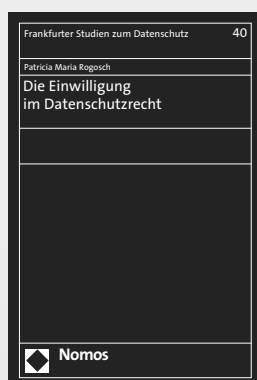 Frankfurter Studien zum Datenschutz 40
Patricia Maria Rogosch
Die Einwilligung
im Datenschutzrecht
Nomos